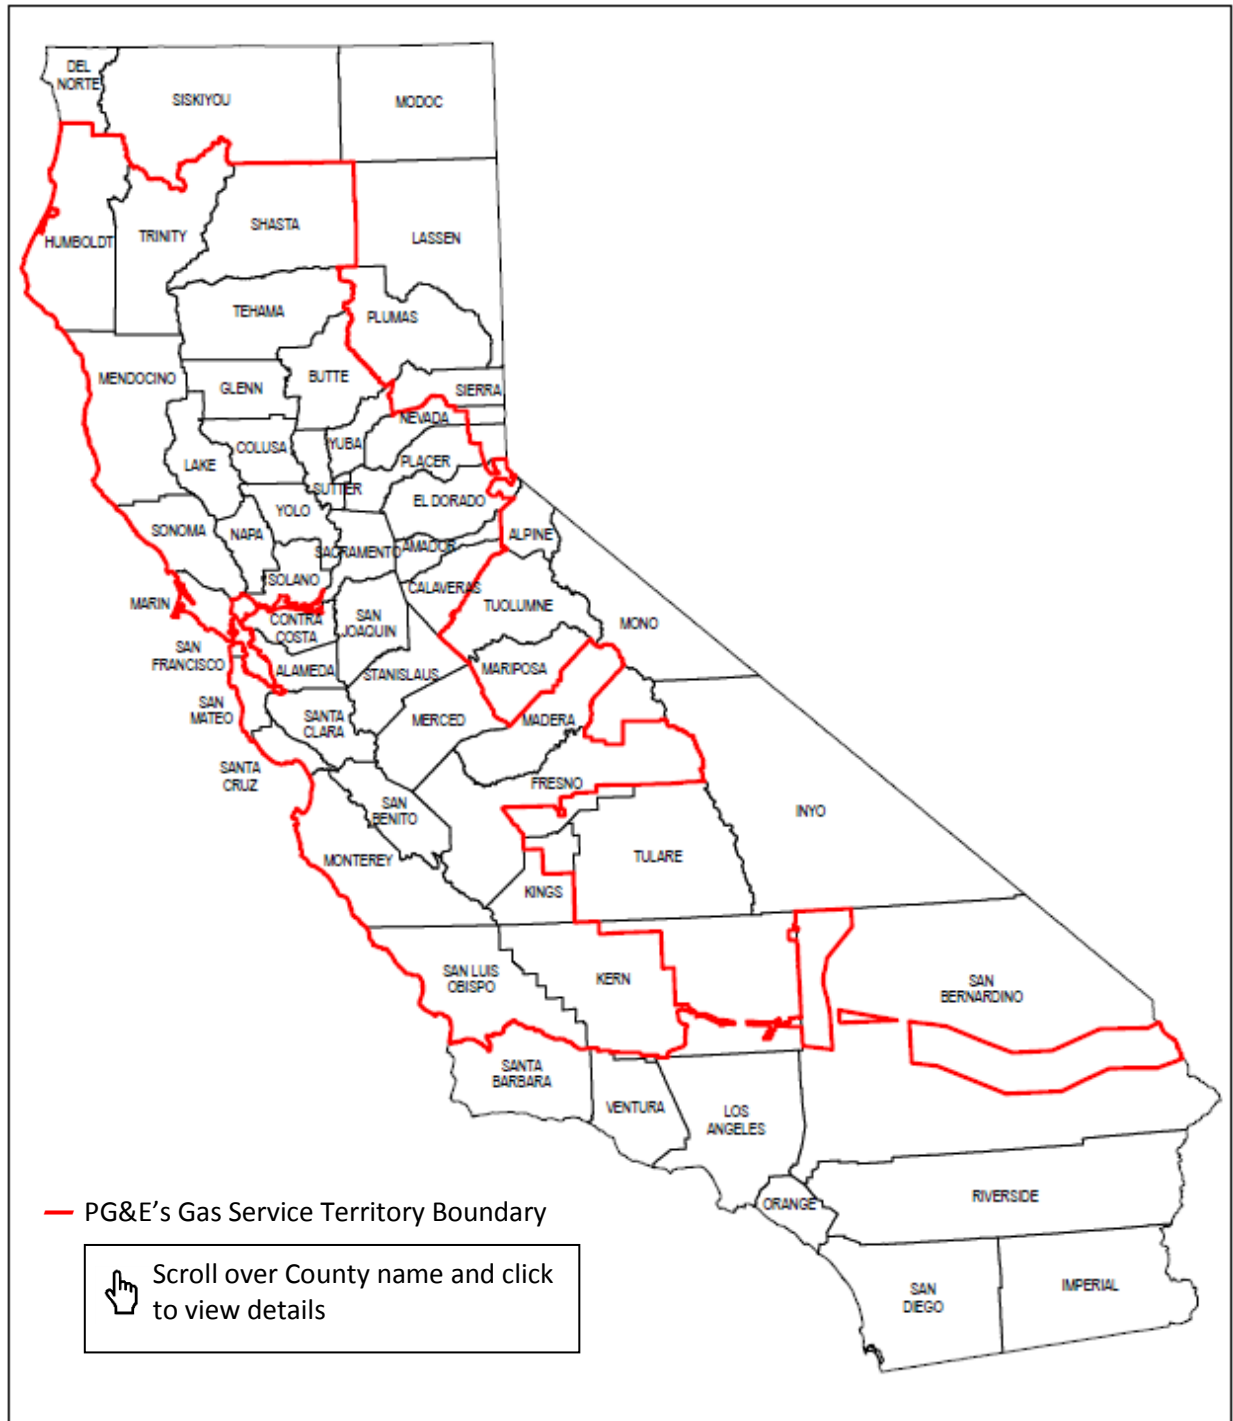 DEL
NORTE
SISKIYOU
MODOC
HUMBOLDT
TRINITY
SHASTA
LASSEN
TEHAMA
PLUMAS
MENDOCINO
GLENN
BUTTE
SIERRA
NEVADA
COLUSA
YUBA
LAKE
PLACER
SUTTER
EL DORADO
YOLO
SONOMA
NAPA
ALPINE
SACRAMENTO
AMADOR
SOLANO
CALAVERAS
MARIN
TUOLUMNE
CONTRA
COSTA
SAN
JOAQUIN
MONO
SAN
FRANCISCO
ALAMEDA
STANISLAUS
MARIPOSA
SAN
MATEO
SANTA
CLARA
MERCED
MADERA
SANTA
CRUZ
FRESNO
SAN
BENITO
INYO
MONTEREY
TULARE
KINGS
SAN LUIS
OBISPO
KERN
SAN
BERNARDINO
SANTA
BARBARA
VENTURA
LOS
ANGELES
ORANGE
RIVERSIDE
SAN
DIEGO
IMPERIAL
PG&E’s Gas Service Territory Boundary
Scroll over County name and click
to view details